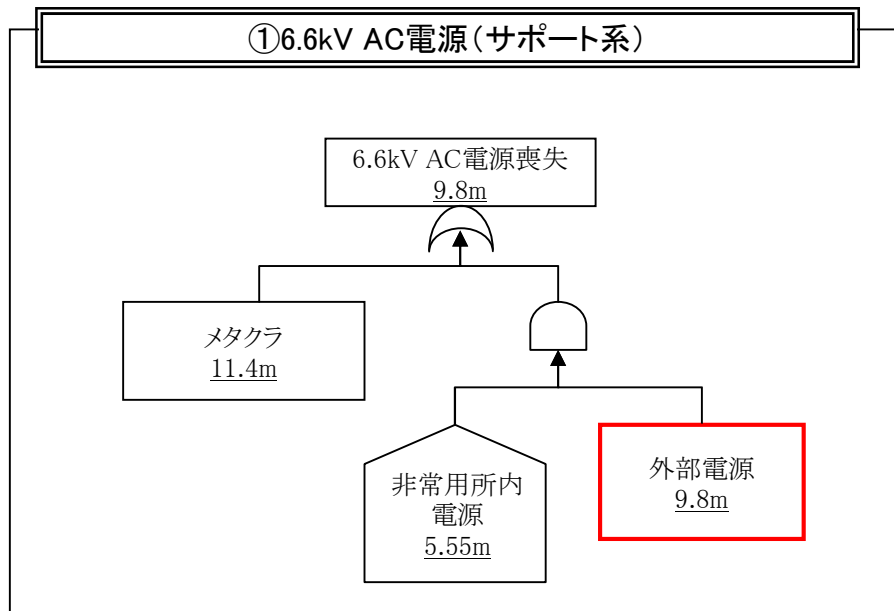 ①6.6kV AC電源(サポート系)
6.6kV AC電源喪失
9.8m
メタクラ
11.4m
非常用所内
電源
5.55m
外部電源
9.8m